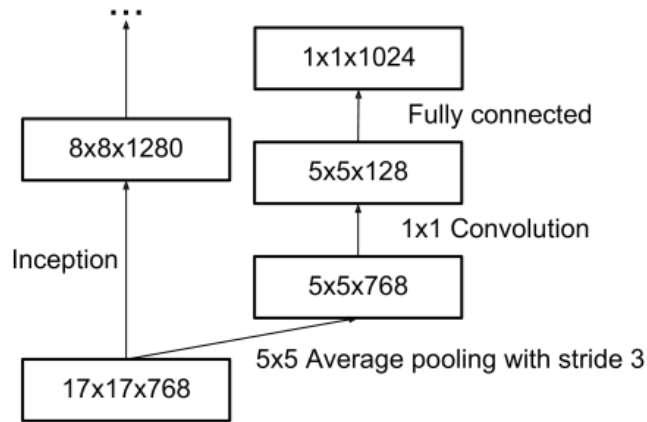 ...
1x1x1024
Fully connected
8x8x1280
5x5x128
1x1 Convolution
Inception
5x5x768
5x5 Average pooling with stride 3
17x17x768